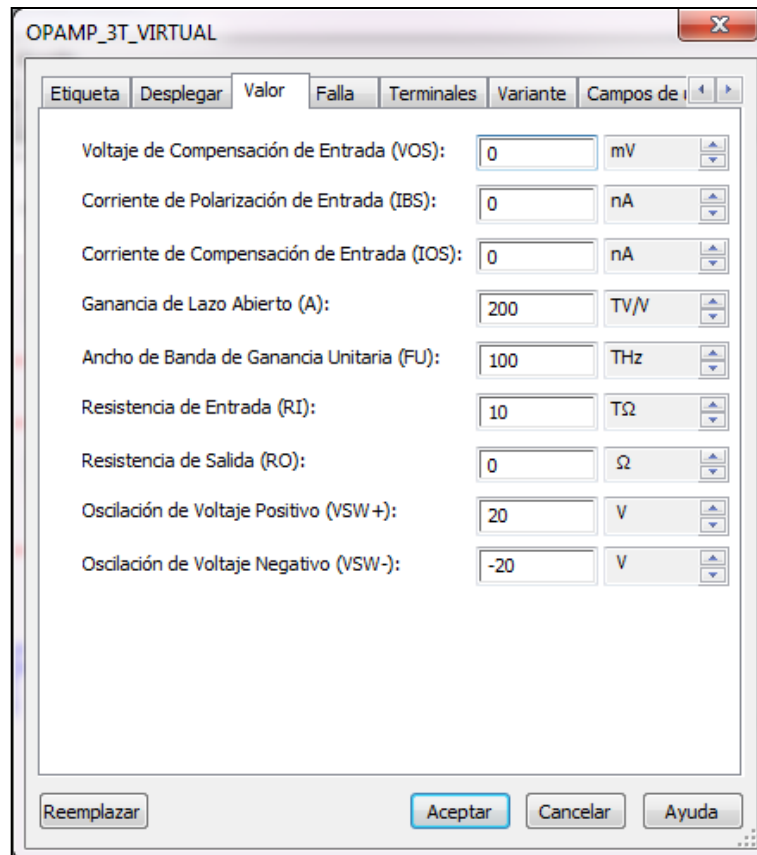 OPAMP_3T_VIRTUAL
Etiqueta Desplegar Valor Falla Terminales Variante Campos de
Voltaje de Compensación de Entrada (VOS): 0 mV
Corriente de Polarización de Entrada (IBS): 0 nA
Corriente de Compensación de Entrada (IOS): 0 nA
Ganancia de Lazo Abierto (A): 200 TV/V
Ancho de Banda de Ganancia Unitaria (FU): 100 THz
Resistencia de Entrada (RI): 10 TΩ
Resistencia de Salida (RO): 0 Ω
Oscilación de Voltaje Positivo (VSW+): 20 V
Oscilación de Voltaje Negativo (VSW-): -20 V
Reemplazar Aceptar Cancelar Ayuda